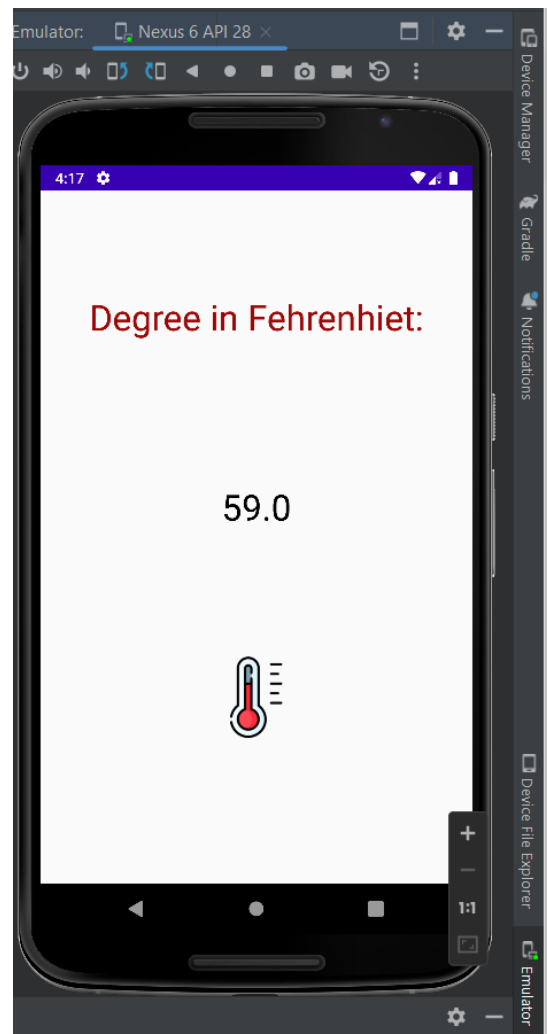 Emulator: Nexus 6 API 28
4:17
Degree in Fehrenhiet:
59.0
1:1
Device Manager
Gradle
Notifications
Device File Explorer
Emulator